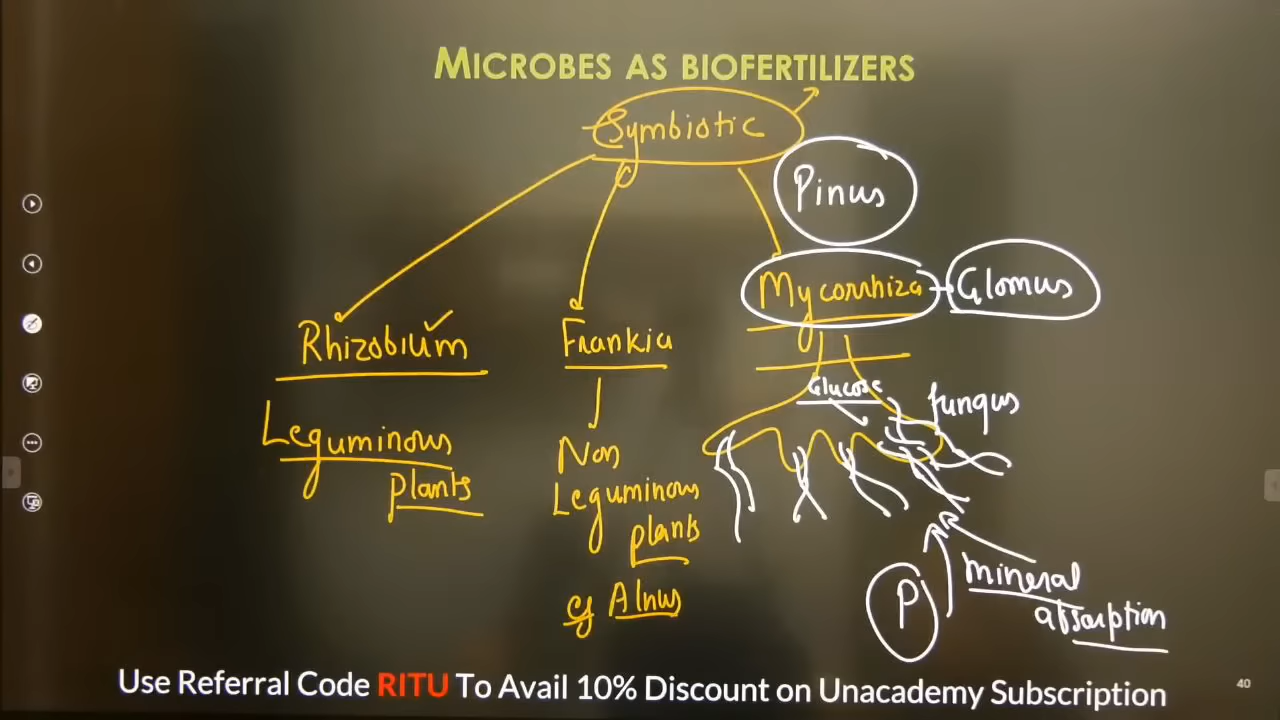 MICROBES AS BIOFERTILIZERS
Symbiotic
Pinus
Mycorrhiza
Glomus
Rhizobium
Frankia
Glucose
fungus
Leguminous
plants
Non
Leguminous
plants
eg Alnus
P
mineral
absorption
Use Referral Code RITU To Avail 10% Discount on Unacademy Subscription
40